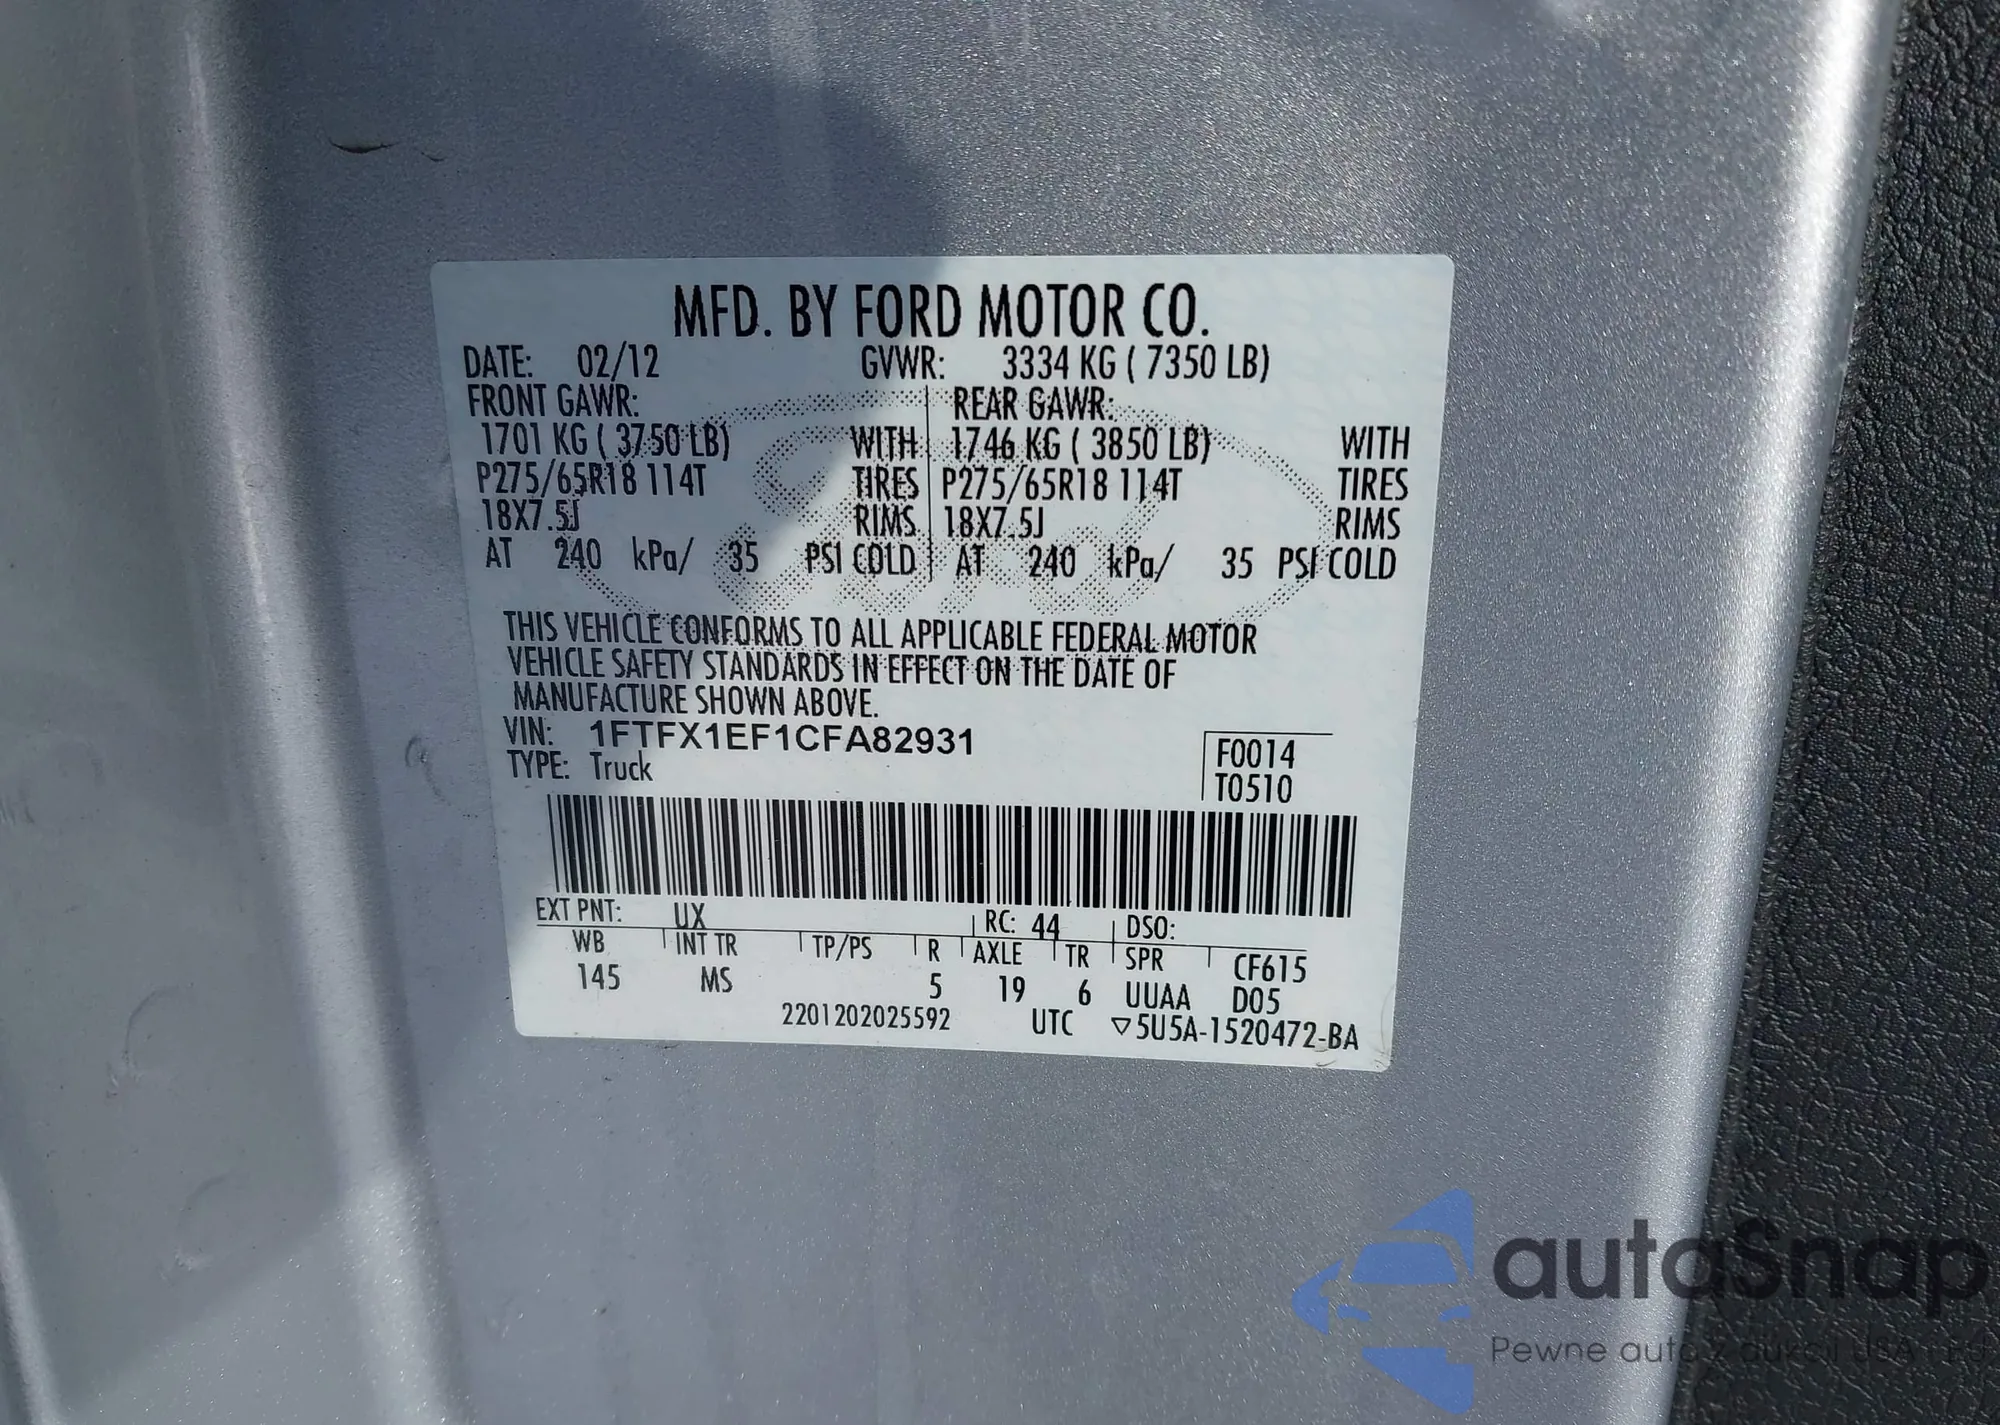 MFD. BY FORD MOTOR CO.
DATE: 02/12 GVWR: 3334 KG ( 7350 LB)
FRONT GAWR: REAR GAWR:
1701 KG ( 3750 LB) WITH 1746 KG ( 3850 LB) WITH
P275/65R18 114T TIRES P275/65R18 114T TIRES
18X7.5J RIMS 18X7.5J RIMS
AT 240 kPa/ 35 PSI COLD AT 240 kPa/ 35 PSI COLD
THIS VEHICLE CONFORMS TO ALL APPLICABLE FEDERAL MOTOR
VEHICLE SAFETY STANDARDS IN EFFECT ON THE DATE OF
MANUFACTURE SHOWN ABOVE.
VIN: 1FTFX1EF1CFA82931 F0014
TYPE: Truck T0510
EXT PNT: UX RC: 44 DSO:
WB INT TR TP/PS R AXLE TR SPR CF615
145 MS 5 19 6 UUAA D05
2201202025592 UTC ▽5U5A-1520472-BA
autaSnap
Pewne auta z aukcji USA